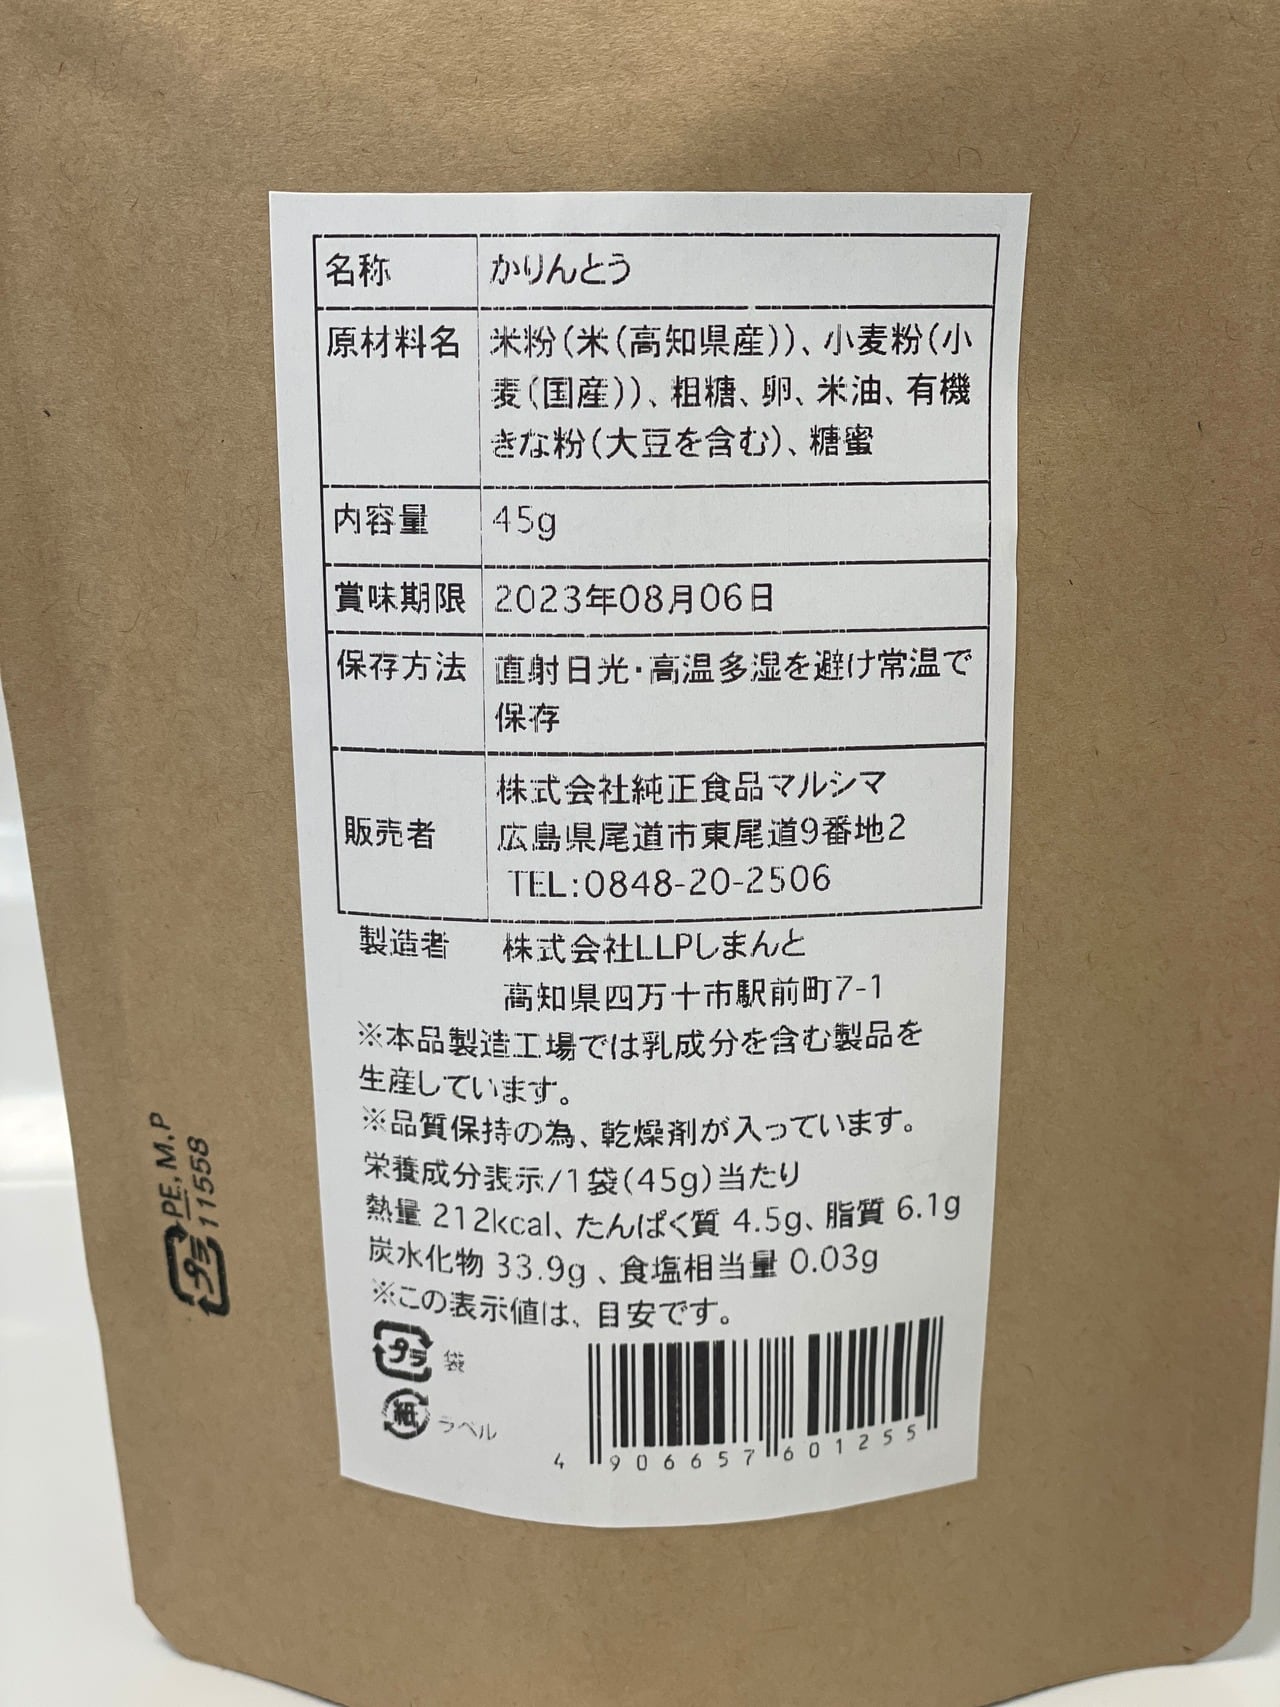 名称 かりんとう
原材料名 米粉(米(高知県産))、小麦粉(小
麦(国産))、粗糖、卵、米油、有機
きな粉(大豆を含む)、糖蜜
内容量 45g
賞味期限 2023年08月06日
保存方法 直射日光・高温多湿を避け常温で
保存
販売者 株式会社純正食品マルシマ
広島県尾道市東尾道9番地2
TEL:0848-20-2506
製造者 株式会社LLPしまんと
高知県四万十市駅前町7-1
※本品製造工場では乳成分を含む製品を
生産しています。
※品質保持の為、乾燥剤が入っています。
栄養成分表示/1袋(45g)当たり
熱量 212kcal、たんぱく質 4.5g、脂質 6.1g
炭水化物 33.9g、食塩相当量 0.03g
※この表示値は、目安です。
プラ 袋
紙 ラベル
4 906657 601255
プラ PE, M.P
11558